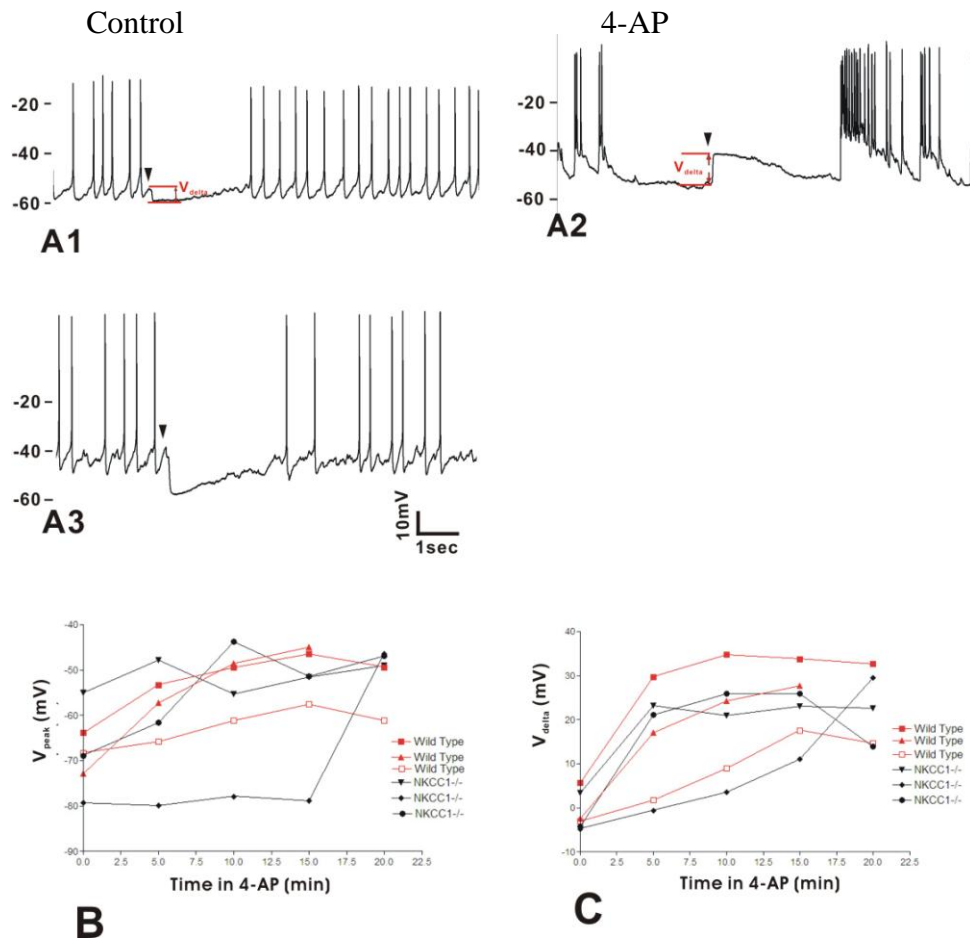 Control
4-AP
-20
-40
-60
Vdelta
A1
-20
-40
-60
Vdelta
A2
-20
-40
-60
A3
10mV
1sec
-40
-50
-60
-70
-80
-90
Vpeak (mV)
0.0 2.5 5.0 7.5 10.0 12.5 15.0 17.5 20.0 22.5
Time in 4-AP (min)
Wild Type
Wild Type
Wild Type
NKCC1-/-
NKCC1-/-
NKCC1-/-
B
40
30
20
10
0
-10
Vdelta (mV)
0.0 2.5 5.0 7.5 10.0 12.5 15.0 17.5 20.0 22.5
Time in 4-AP (min)
Wild Type
Wild Type
Wild Type
NKCC1-/-
NKCC1-/-
NKCC1-/-
C